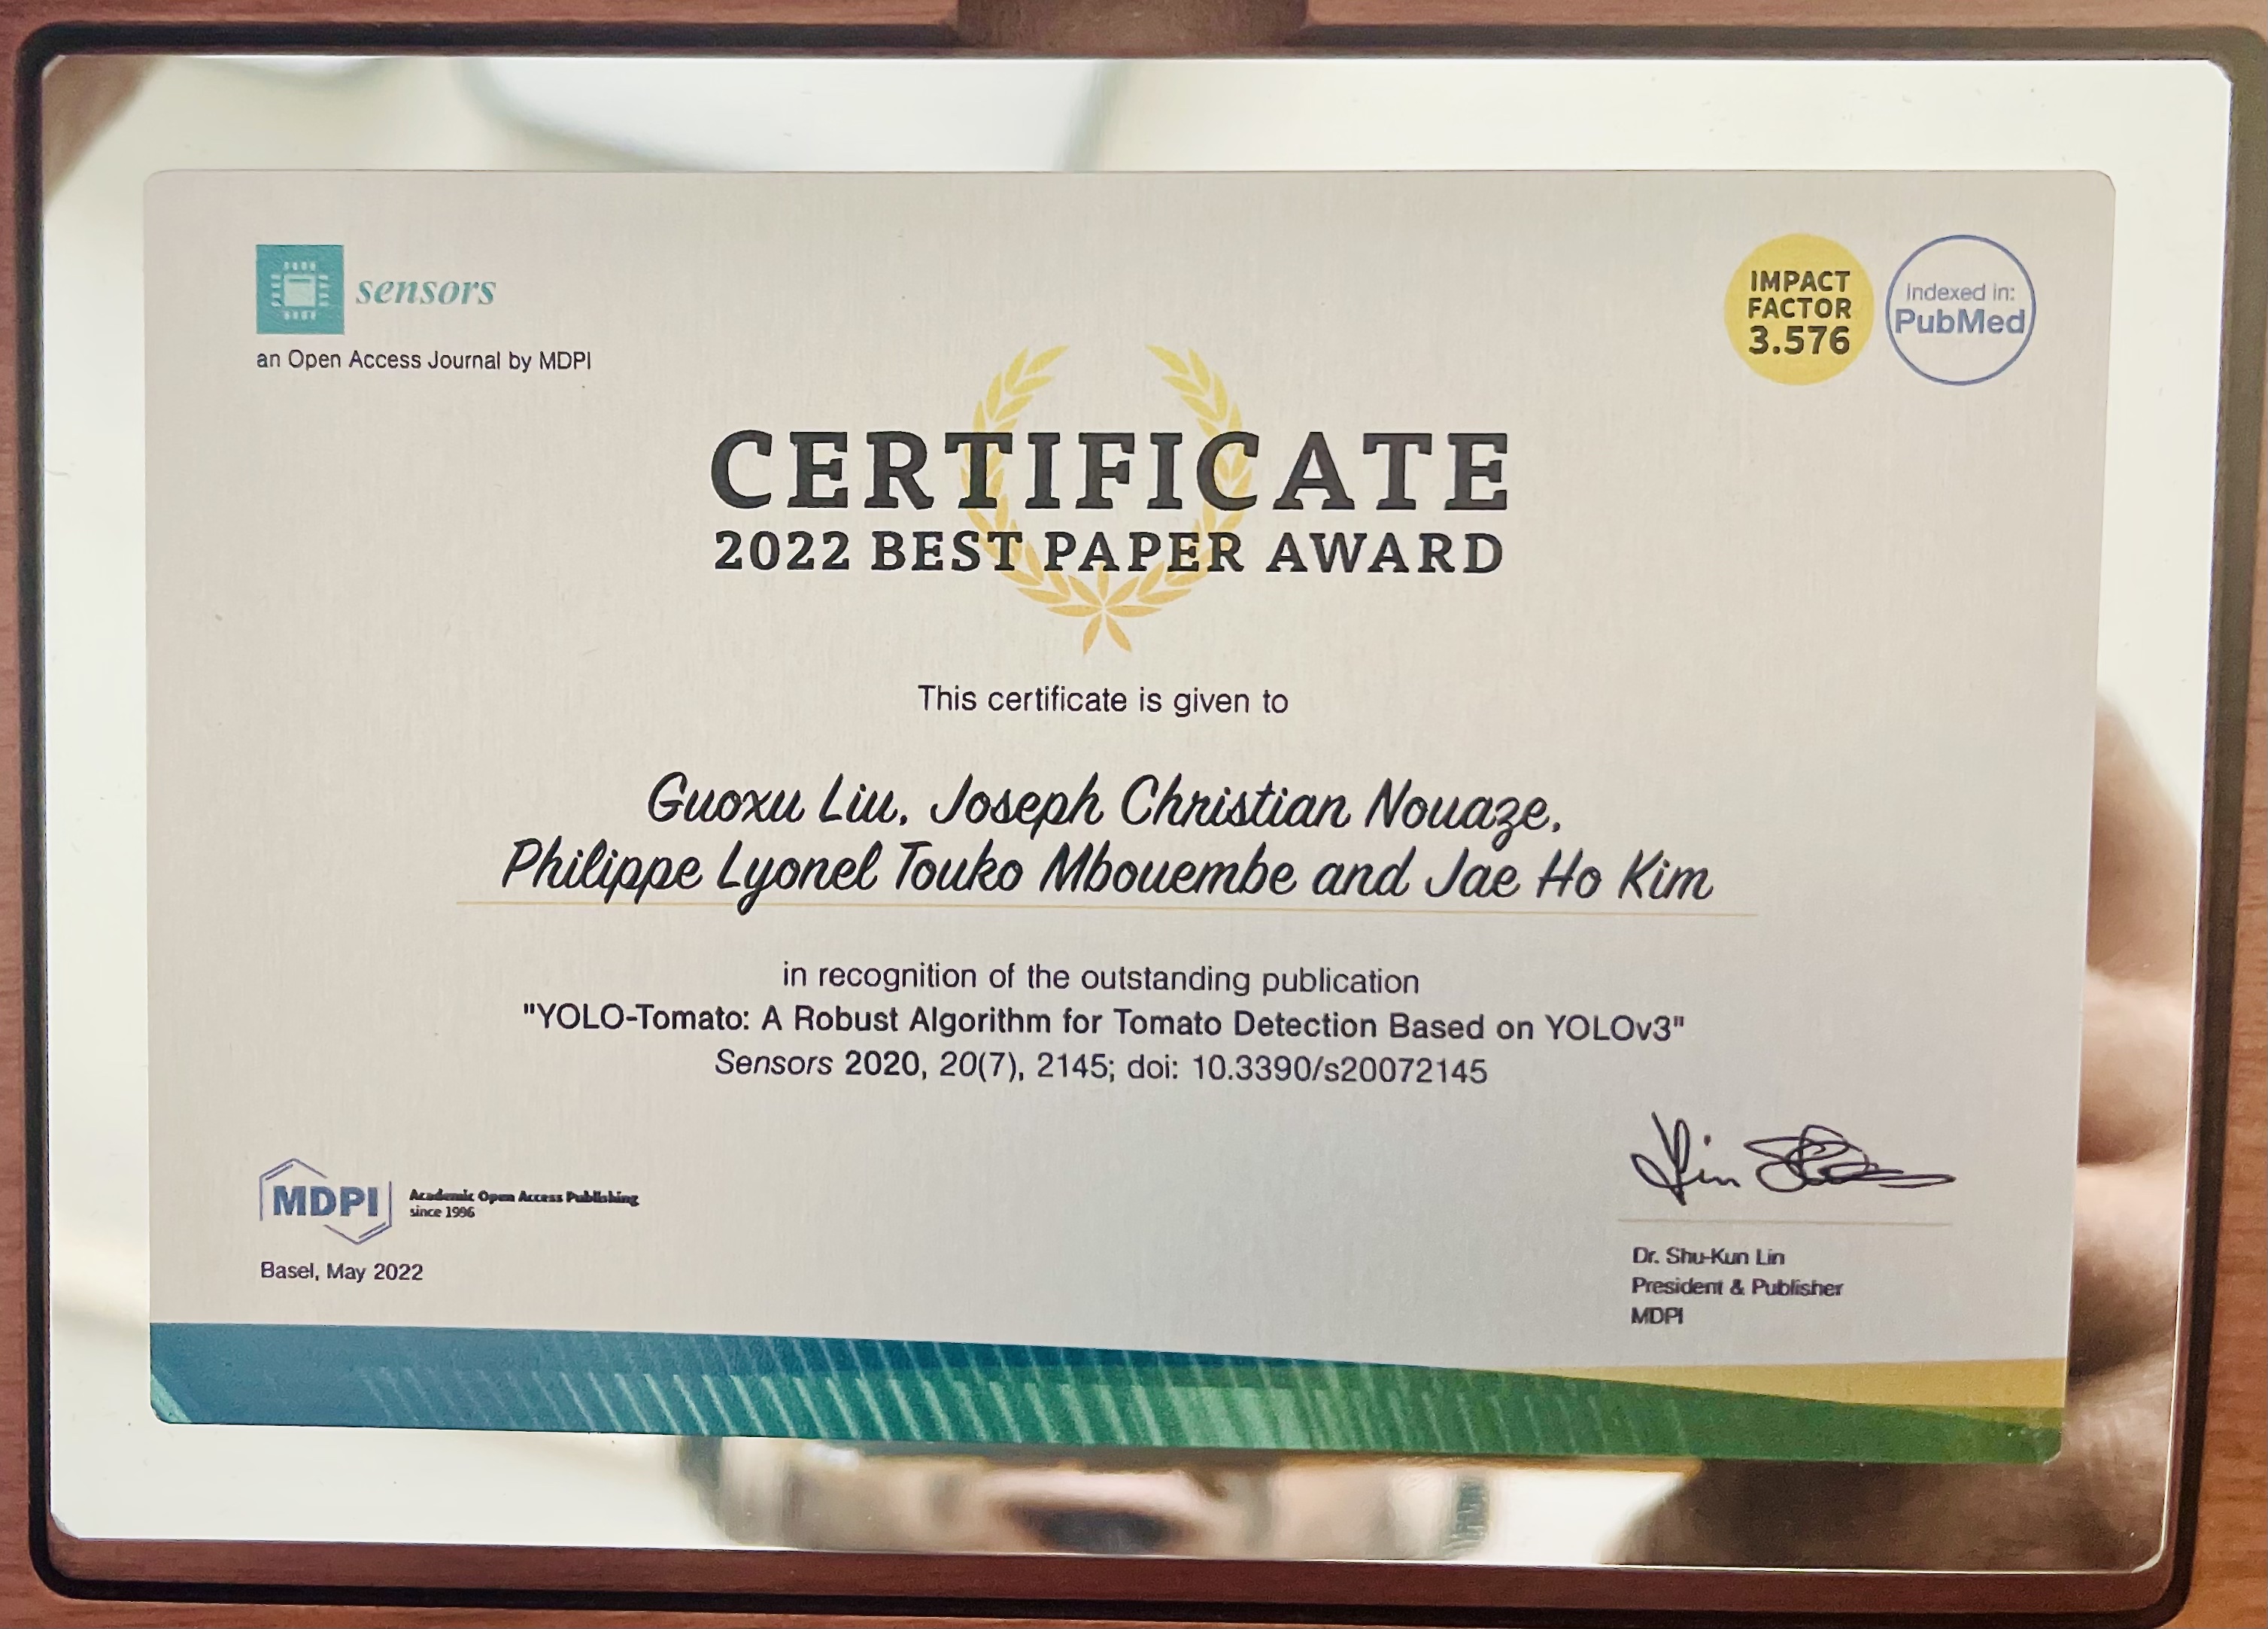 sensors
an Open Access Journal by MDPI
IMPACT
FACTOR
3.576
Indexed in:
PubMed
CERTIFICATE
2022 BEST PAPER AWARD
This certificate is given to
Guoxu Liu, Joseph Christian Nouaze,
Philippe Lyonel Touko Mbouembe and Jae Ho Kim
in recognition of the outstanding publication
"YOLO-Tomato: A Robust Algorithm for Tomato Detection Based on YOLOv3"
Sensors 2020, 20(7), 2145; doi: 10.3390/s20072145
MDPI
Academic Open Access Publishing
since 1996
Basel, May 2022
Dr. Shu-Kun Lin
President & Publisher
MDPI